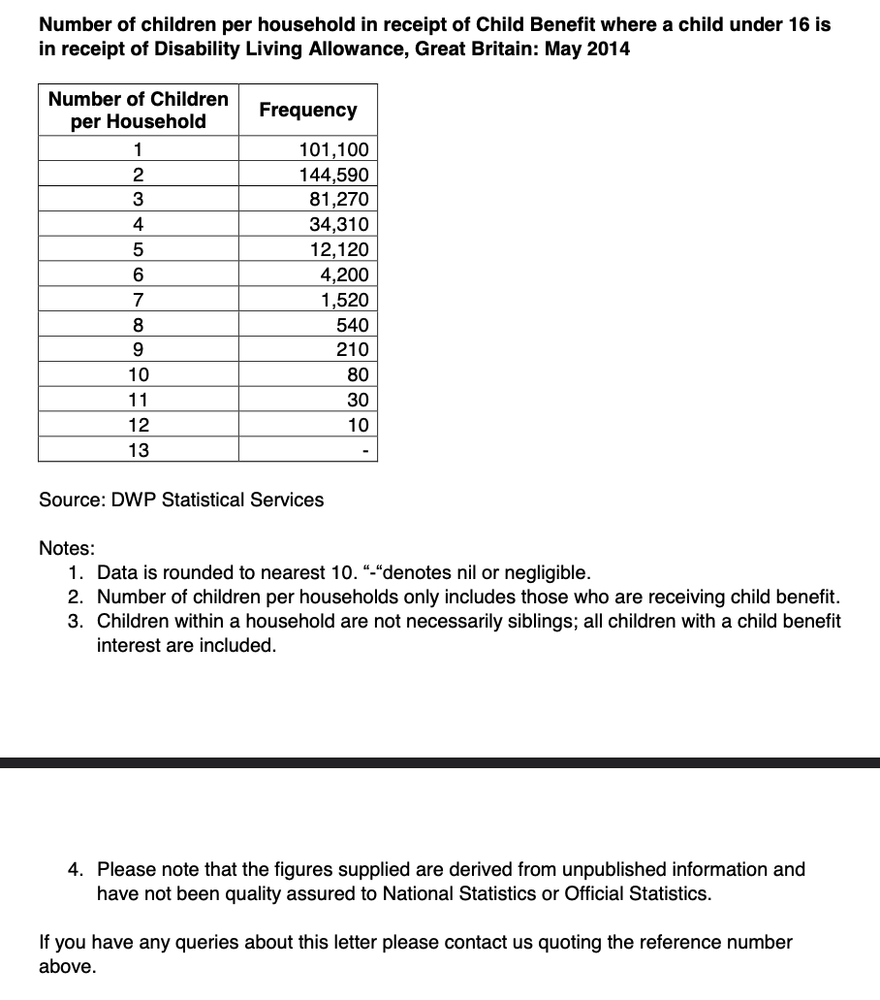 Number of children per household in receipt of Child Benefit where a child under 16 is
in receipt of Disability Living Allowance, Great Britain: May 2014
Number of Children
per Household
Frequency
1 101,100
2 144,590
3 81,270
4 34,310
5 12,120
6 4,200
7 1,520
8 540
9 210
10 80
11 30
12 10
13 -
Source: DWP Statistical Services
Notes:
1. Data is rounded to nearest 10. “-“denotes nil or negligible.
2. Number of children per households only includes those who are receiving child benefit.
3. Children within a household are not necessarily siblings; all children with a child benefit
interest are included.
4. Please note that the figures supplied are derived from unpublished information and
have not been quality assured to National Statistics or Official Statistics.
If you have any queries about this letter please contact us quoting the reference number
above.